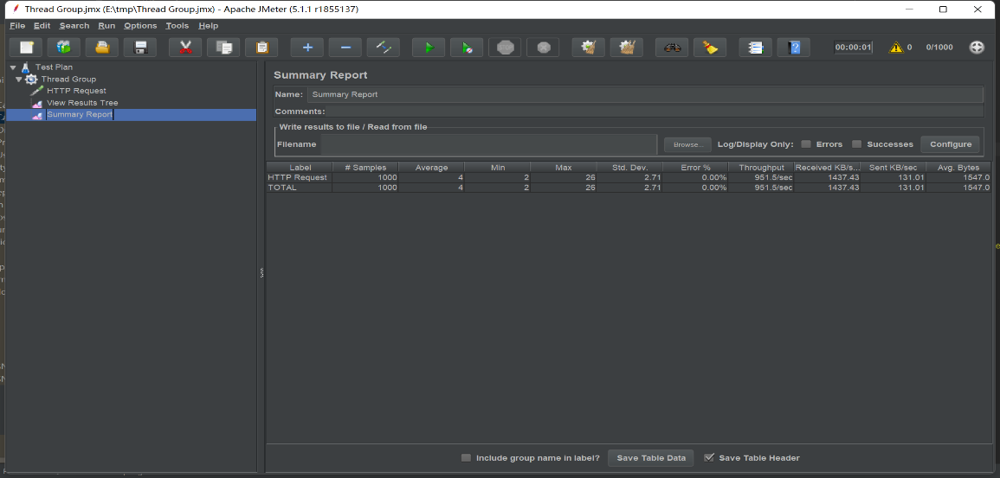 Thread Group.jmx (E:\tmp\Thread Group.jmx) - Apache JMeter (5.1.1 r1855137)
File Edit Search Run Options Tools Help
00:00:01 0 0/1000
Test Plan
Thread Group
HTTP Request
View Results Tree
Summary Report
Summary Report
Name: Summary Report
Comments:
Write results to file / Read from file
Filename Browse... Log/Display Only: Errors Successes Configure
Label # Samples Average Min Max Std. Dev. Error % Throughput Received KB/s... Sent KB/sec Avg. Bytes
HTTP Request 1000 4 2 26 2.71 0.00% 951.5/sec 1437.43 131.01 1547.0
TOTAL 1000 4 2 26 2.71 0.00% 951.5/sec 1437.43 131.01 1547.0
Include group name in label? Save Table Data Save Table Header